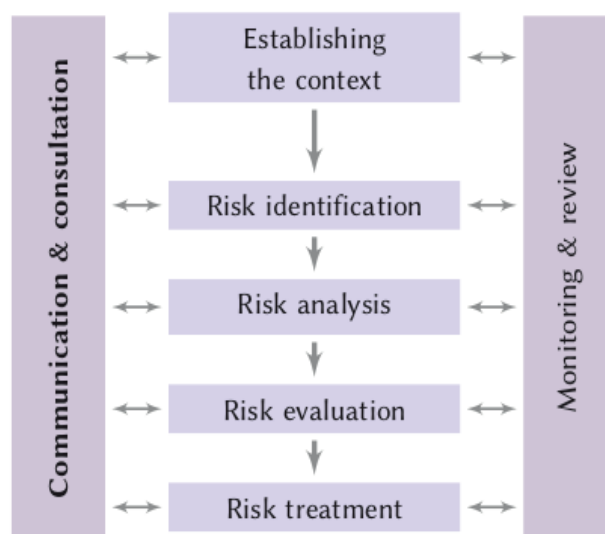 Communication & consultation
Establishing
the context
Risk identification
Risk analysis
Risk evaluation
Risk treatment
Monitoring & review